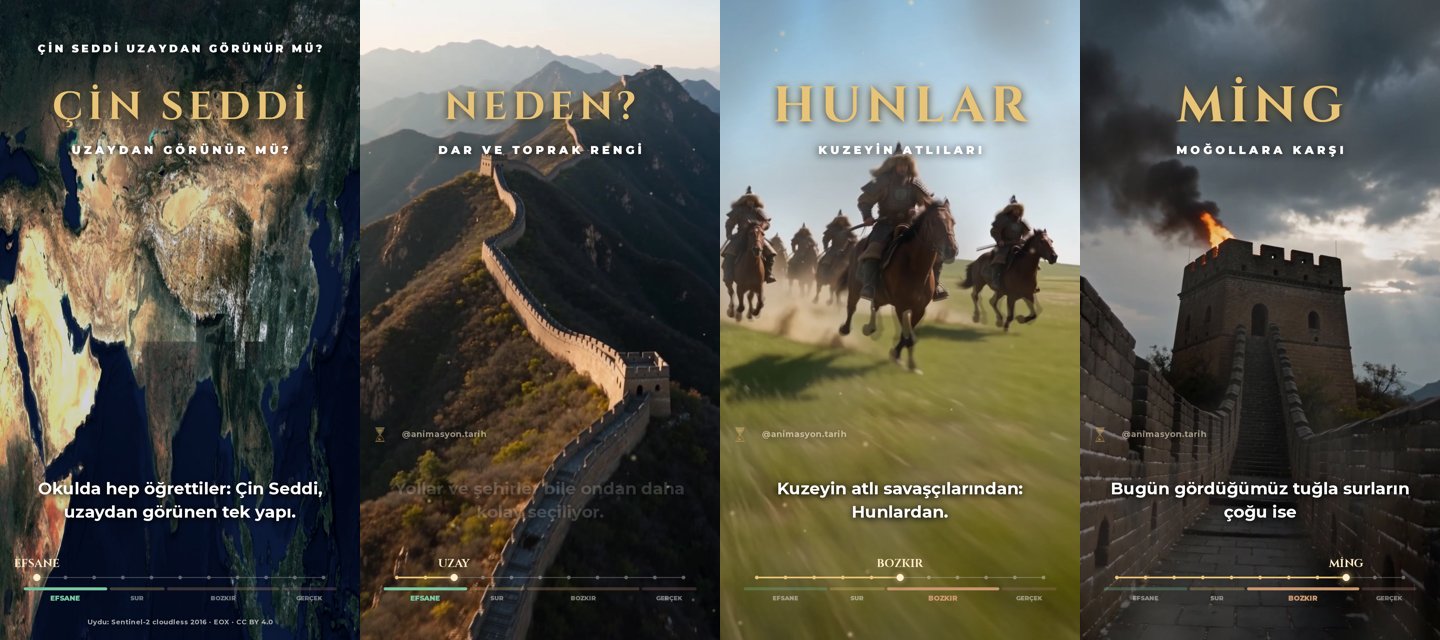 ÇİN SEDDİ UZAYDAN GÖRÜNÜR MÜ?
ÇİN SEDDİ
UZAYDAN GÖRÜNÜR MÜ?
Okulda hep öğrettiler: Çin Seddi,
uzaydan görünen tek yapı.
EFSANE
EFSANE SUR BOZKIR GERÇEK
Uydu: Sentinel-2 cloudless 2016 - EOX - CC BY 4.0
NEDEN?
DAR VE TOPRAK RENGİ
@animasyon.tarih
Yollar ve şehirler bile ondan daha
kolay seçiliyor.
UZAY
EFSANE SUR BOZKIR GERÇEK
HUNLAR
KUZEYİN ATLILARI
@animasyon.tarih
Kuzeyin atlı savaşçılarından:
Hunlardan.
BOZKIR
EFSANE SUR BOZKIR GERÇEK
MİNG
MOĞOLLARA KARŞI
@animasyon.tarih
Bugün gördüğümüz tuğla surların
çoğu ise
MİNG
EFSANE SUR BOZKIR GERÇEK